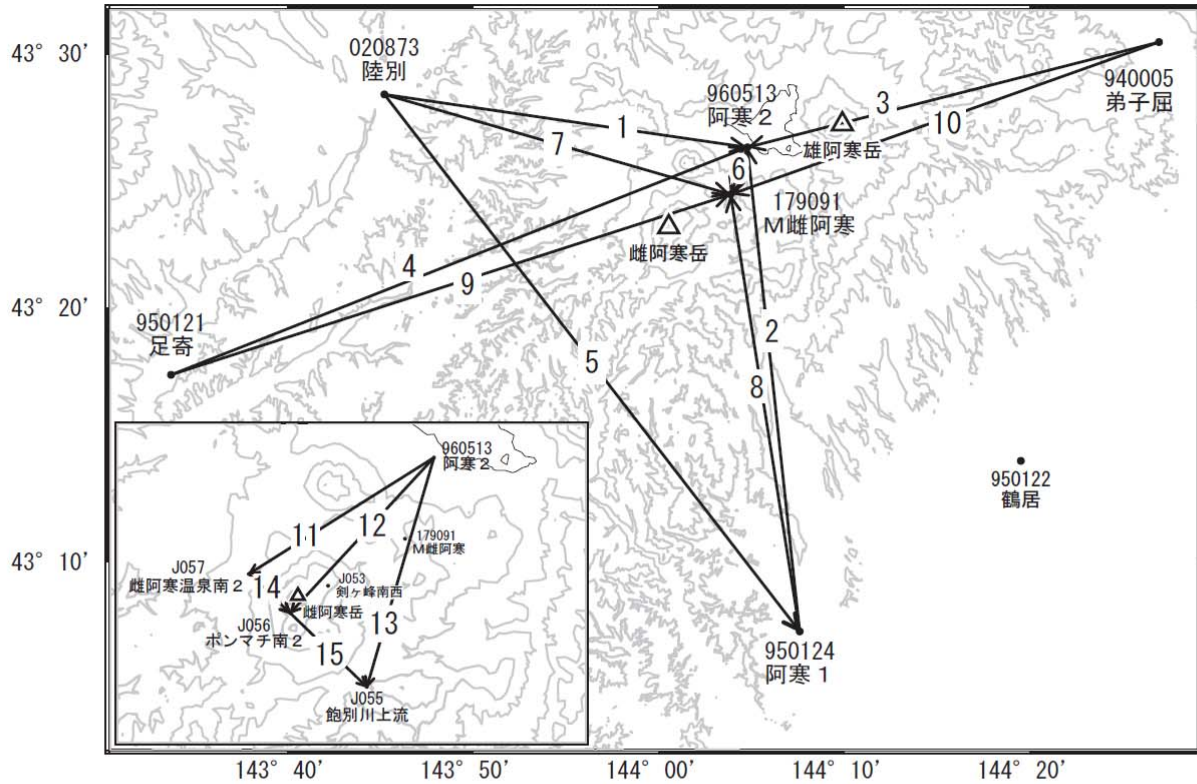 43° 30′
020873
陸別
940005
弟子屈
960513
阿寒2
3
10
1
7
雄阿寒岳
6
179091
M雌阿寒
雌阿寒岳
4
9
43° 20′
950121
足寄
5
2
8
960513
阿寒2
950122
鶴居
12
11
179091
M雌阿寒
43° 10′
J057
雌阿寒温泉南2
14
J053
剣ヶ峰南西
雌阿寒岳
13
J056
ポンマチ南2
15
950124
阿寒1
J055
飽別川上流
143° 40′
143° 50′
144° 00′
144° 10′
144° 20′